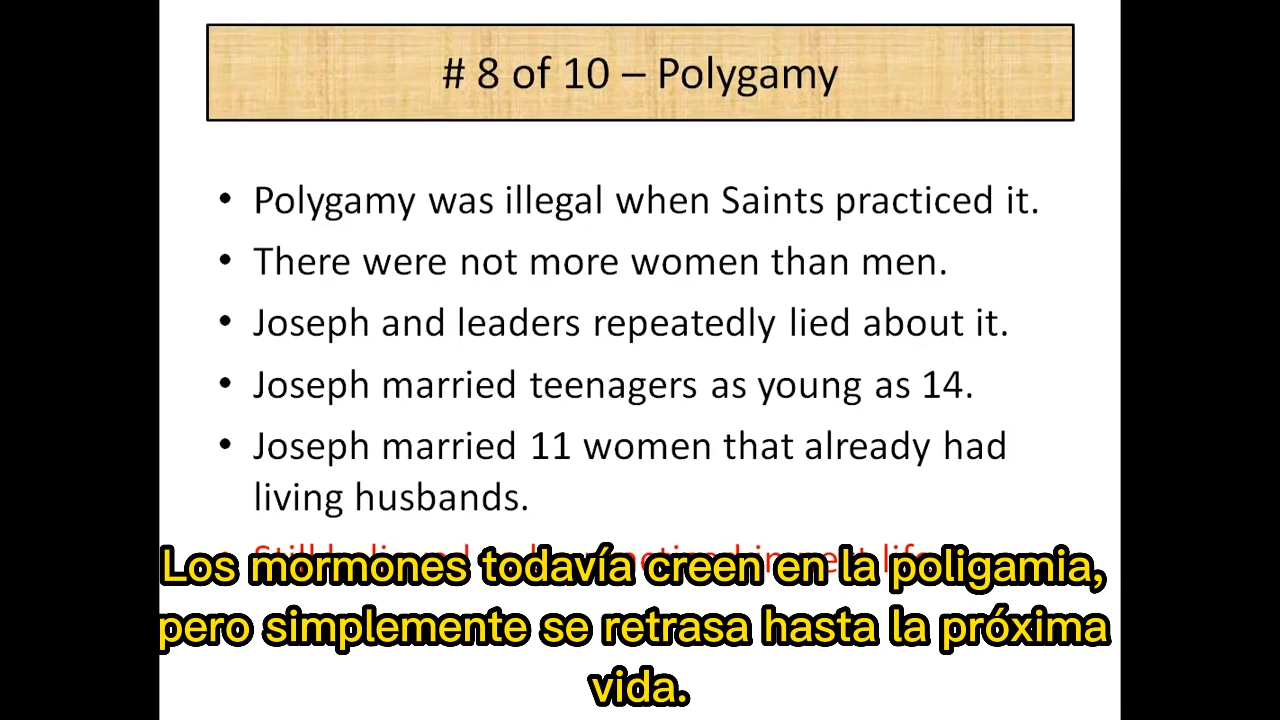 # 8 of 10 – Polygamy
• Polygamy was illegal when Saints practiced it.
• There were not more women than men.
• Joseph and leaders repeatedly lied about it.
• Joseph married teenagers as young as 14.
• Joseph married 11 women that already had
living husbands.
Los mormones todavía creen en la poligamia,
pero simplemente se retrasa hasta la próxima
vida.